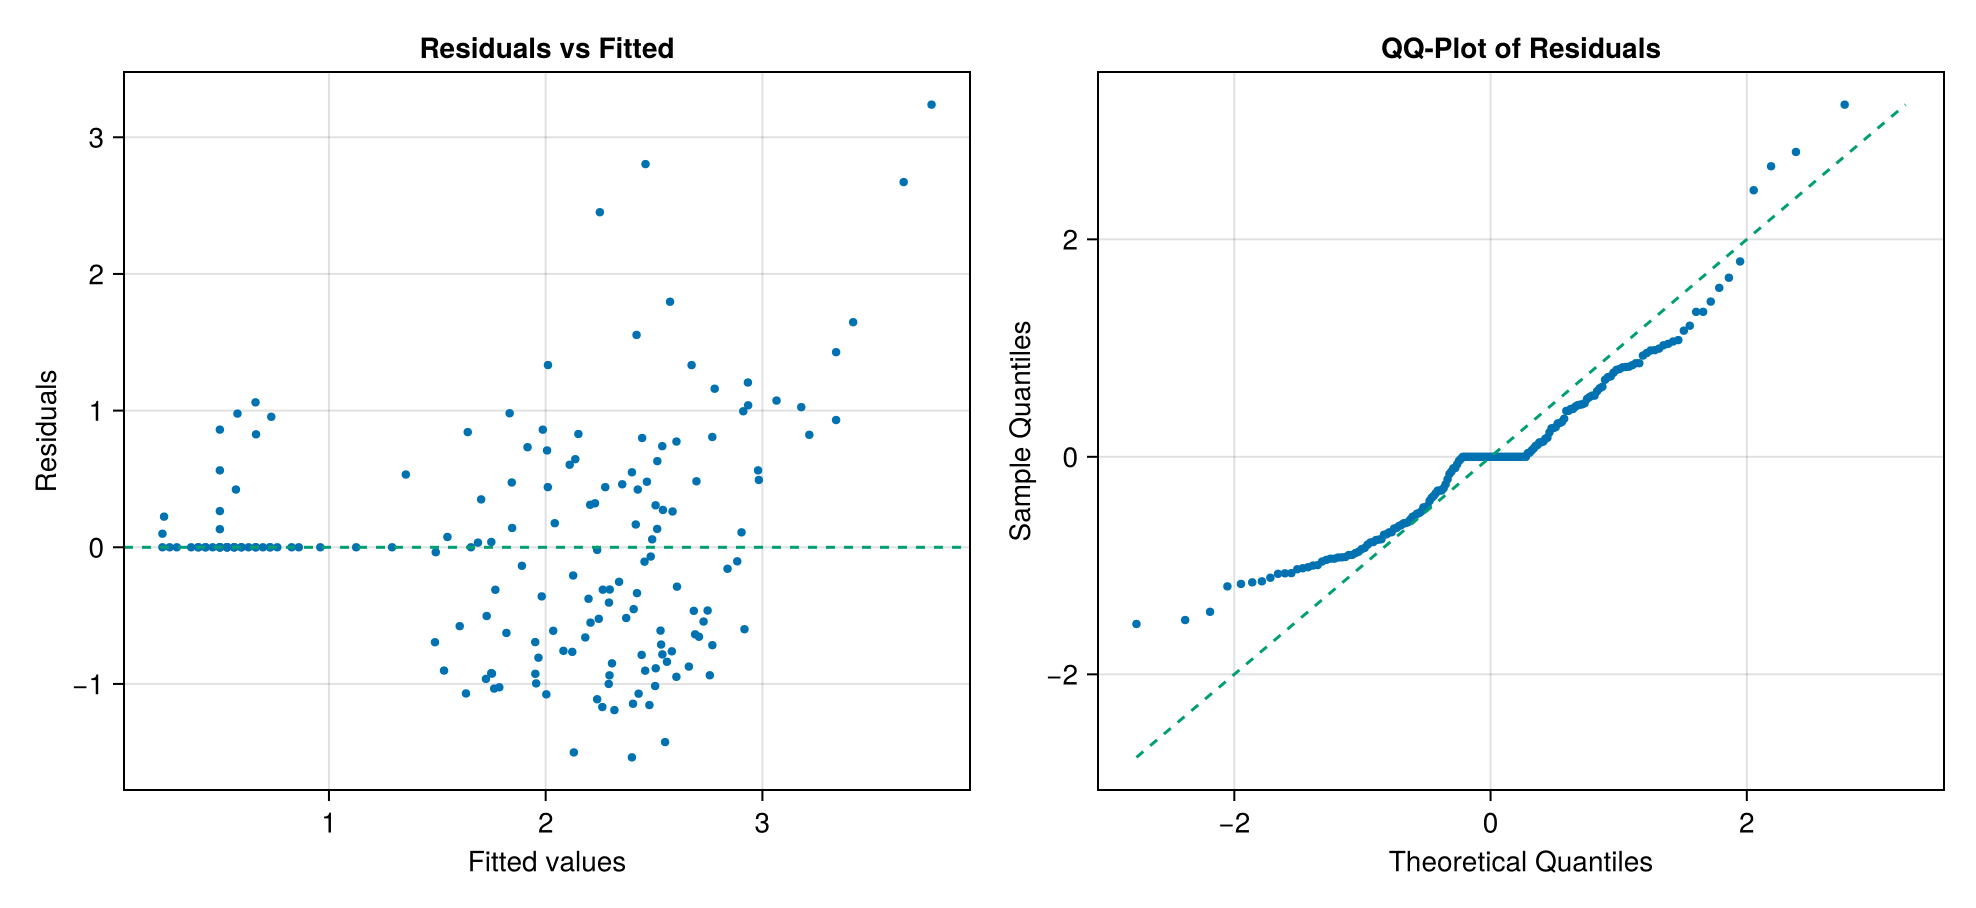 Residuals vs Fitted
3
2
1
0
−1
Residuals
1
2
3
Fitted values
QQ-Plot of Residuals
2
0
−2
Sample Quantiles
−2
0
2
Theoretical Quantiles